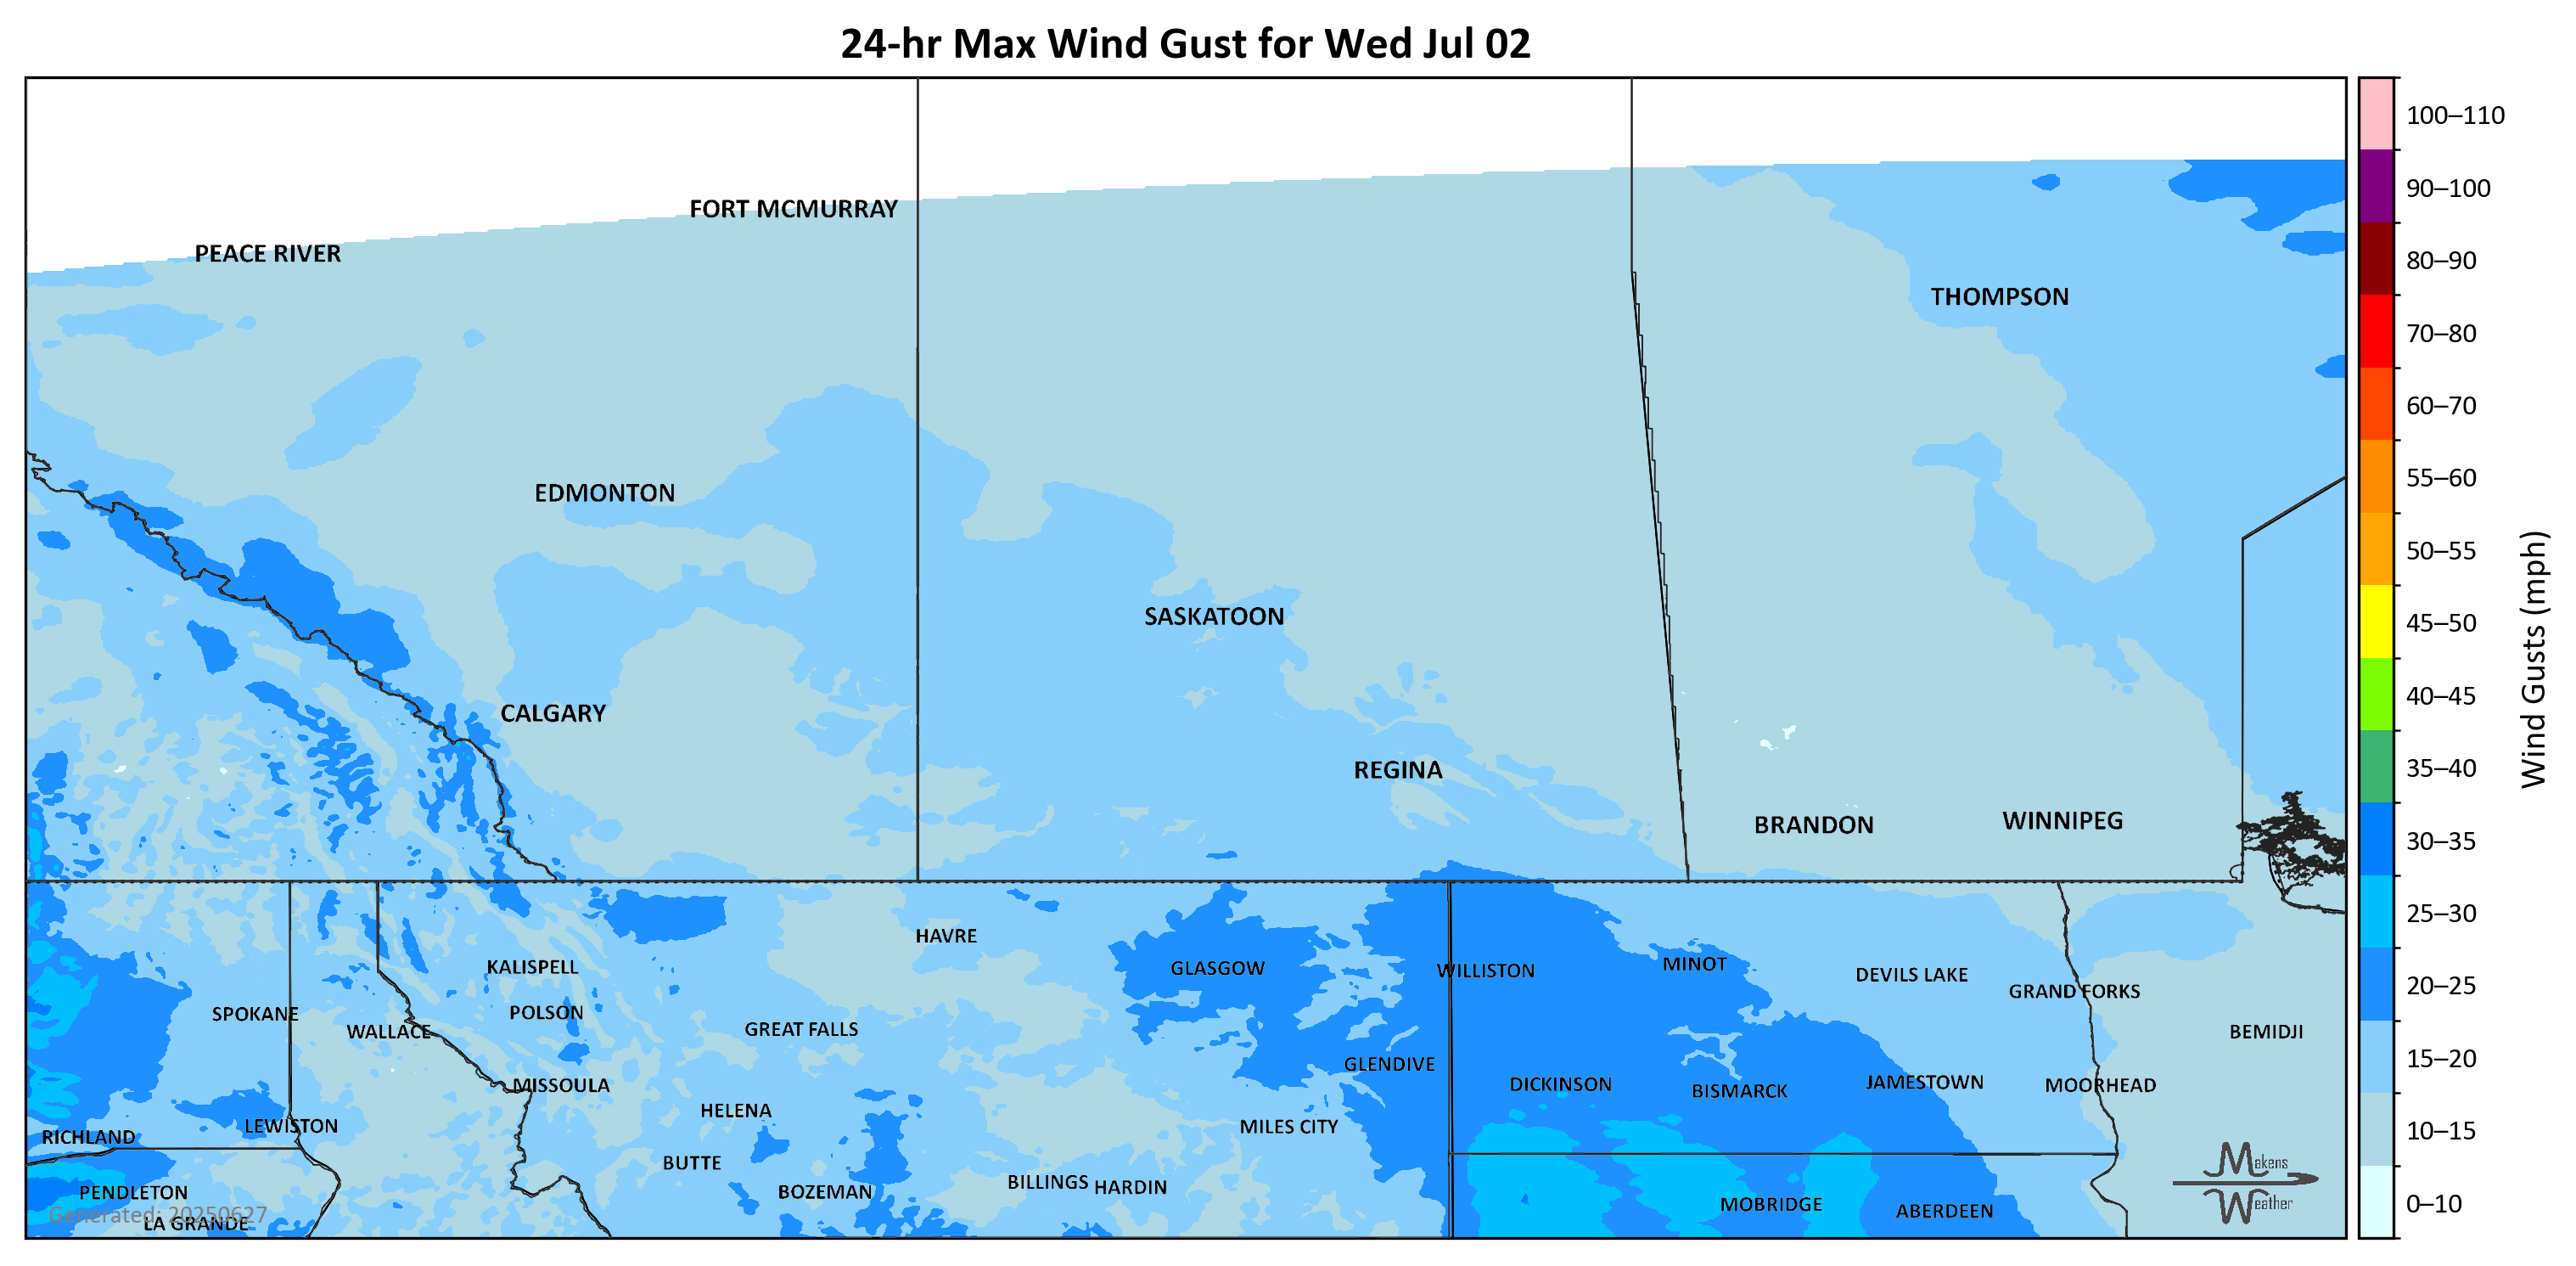 24-hr Max Wind Gust for Wed Jul 02
FORT MCMURRAY
PEACE RIVER
THOMPSON
EDMONTON
SASKATOON
CALGARY
REGINA
BRANDON
WINNIPEG
HAVRE
KALISPELL
GLASGOW
WILLISTON
MINOT
DEVILS LAKE
GRAND FORKS
SPOKANE
POLSON
WALLACE
GREAT FALLS
BEMIDJI
GLENDIVE
MISSOULA
DICKINSON
BISMARCK
JAMESTOWN
MOORHEAD
HELENA
LEWISTON
MILES CITY
RICHLAND
BUTTE
BILLINGS
HARDIN
PENDLETON
BOZEMAN
MOBRIDGE
ABERDEEN
LA GRANDE
Generated: 20250627
Makens
Weather
100–110
90–100
80–90
70–80
60–70
55–60
50–55
45–50
40–45
35–40
30–35
25–30
20–25
15–20
10–15
0–10
Wind Gusts (mph)